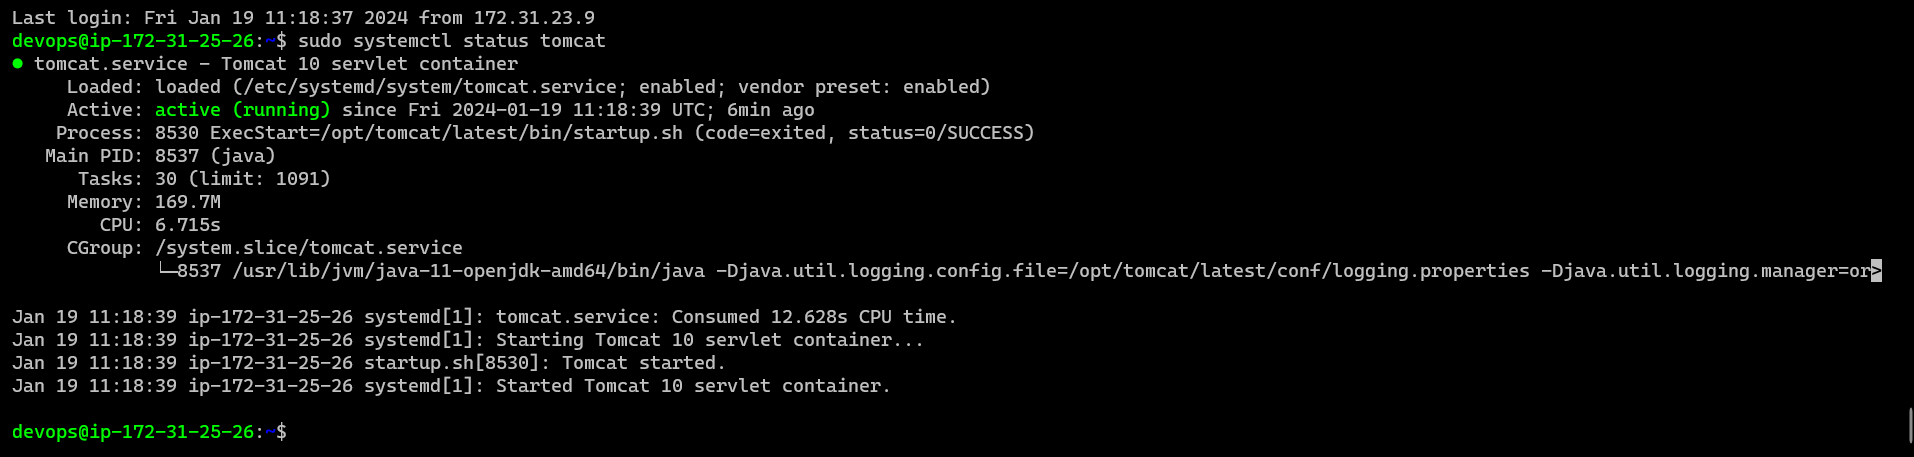 Last login: Fri Jan 19 11:18:37 2024 from 172.31.23.9
devops@ip-172-31-25-26:~$ sudo systemctl status tomcat
● tomcat.service - Tomcat 10 servlet container
     Loaded: loaded (/etc/systemd/system/tomcat.service; enabled; vendor preset: enabled)
     Active: active (running) since Fri 2024-01-19 11:18:39 UTC; 6min ago
    Process: 8530 ExecStart=/opt/tomcat/latest/bin/startup.sh (code=exited, status=0/SUCCESS)
   Main PID: 8537 (java)
      Tasks: 30 (limit: 1091)
     Memory: 169.7M
        CPU: 6.715s
     CGroup: /system.slice/tomcat.service
             └─8537 /usr/lib/jvm/java-11-openjdk-amd64/bin/java -Djava.util.logging.config.file=/opt/tomcat/latest/conf/logging.properties -Djava.util.logging.manager=or>
Jan 19 11:18:39 ip-172-31-25-26 systemd[1]: tomcat.service: Consumed 12.628s CPU time.
Jan 19 11:18:39 ip-172-31-25-26 systemd[1]: Starting Tomcat 10 servlet container...
Jan 19 11:18:39 ip-172-31-25-26 startup.sh[8530]: Tomcat started.
Jan 19 11:18:39 ip-172-31-25-26 systemd[1]: Started Tomcat 10 servlet container.
devops@ip-172-31-25-26:~$